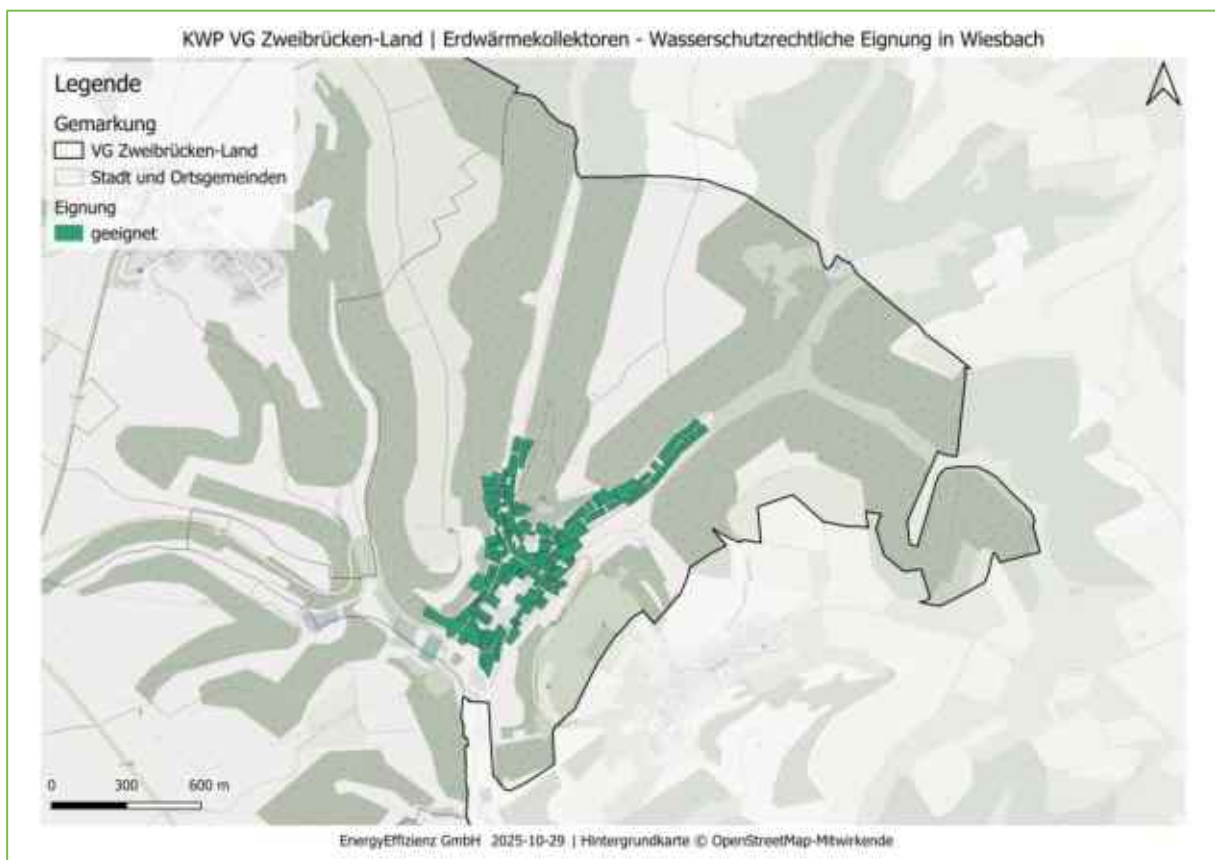 KWP VG Zweibrücken-Land | Erdwärmekollektoren - Wasserschutzrechtliche Eignung in Wiesbach
Legende
Gemarkung
VG Zweibrücken-Land
Stadt und Ortsgemeinden
Eignung
geeignet
0 300 600 m
EnergyEffizienz GmbH 2025-10-29 | Hintergrundkarte © OpenStreetMap-Mitwirkende